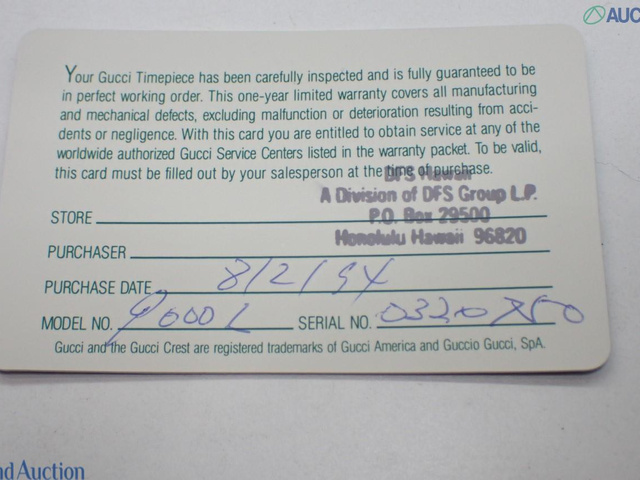 AUC
Your Gucci Timepiece has been carefully inspected and is fully guaranteed to be
in perfect working order. This one-year limited warranty covers all manufacturing
and mechanical defects, excluding malfunction or deterioration resulting from acci-
dents or negligence. With this card you are entitled to obtain service at any of the
worldwide authorized Gucci Service Centers listed in the warranty packet. To be valid,
this card must be filled out by your salesperson at the time of purchase.
DFS Hawaii
A Division of DFS Group L.P.
STORE P.O. Box 29500
Honolulu Hawaii 96820
PURCHASER
PURCHASE DATE 8/2/94
MODEL NO. 9000L SERIAL NO.
Gucci and the Gucci Crest are registered trademarks of Gucci America and Guccio Gucci, SpA.
nd Auction